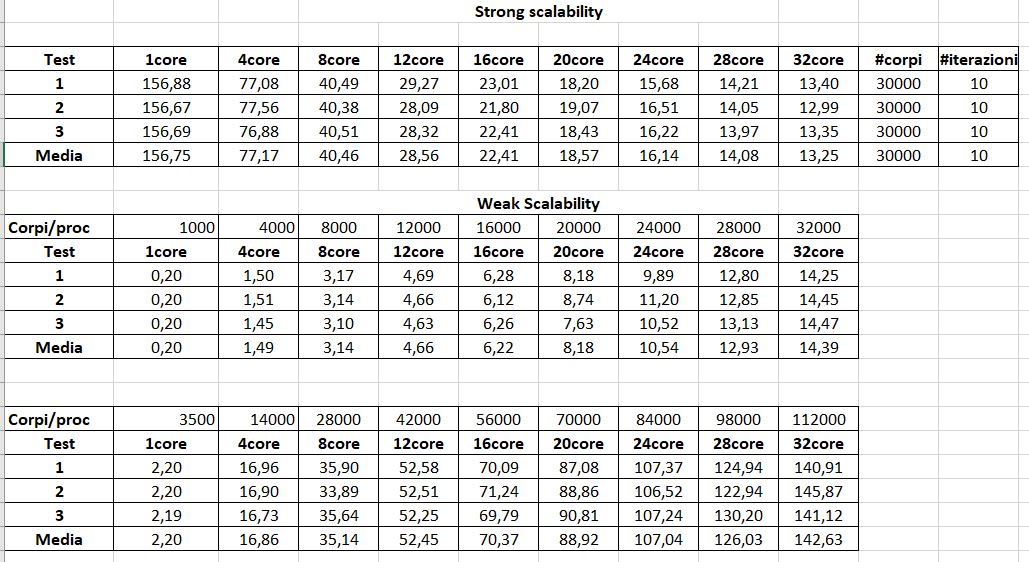 Strong scalability
Test 1core 4core 8core 12core 16core 20core 24core 28core 32core #corpi #iterazioni
1 156,88 77,08 40,49 29,27 23,01 18,20 15,68 14,21 13,40 30000 10
2 156,67 77,56 40,38 28,09 21,80 19,07 16,51 14,05 12,99 30000 10
3 156,69 76,88 40,51 28,32 22,41 18,43 16,22 13,97 13,35 30000 10
Media 156,75 77,17 40,46 28,56 22,41 18,57 16,14 14,08 13,25 30000 10
Weak Scalability
Corpi/proc 1000 4000 8000 12000 16000 20000 24000 28000 32000
Test 1core 4core 8core 12core 16core 20core 24core 28core 32core
1 0,20 1,50 3,17 4,69 6,28 8,18 9,89 12,80 14,25
2 0,20 1,51 3,14 4,66 6,12 8,74 11,20 12,85 14,45
3 0,20 1,45 3,10 4,63 6,26 7,63 10,52 13,13 14,47
Media 0,20 1,49 3,14 4,66 6,22 8,18 10,54 12,93 14,39
Corpi/proc 3500 14000 28000 42000 56000 70000 84000 98000 112000
Test 1core 4core 8core 12core 16core 20core 24core 28core 32core
1 2,20 16,96 35,90 52,58 70,09 87,08 107,37 124,94 140,91
2 2,20 16,90 33,89 52,51 71,24 88,86 106,52 122,94 145,87
3 2,19 16,73 35,64 52,25 69,79 90,81 107,24 130,20 141,12
Media 2,20 16,86 35,14 52,45 70,37 88,92 107,04 126,03 142,63